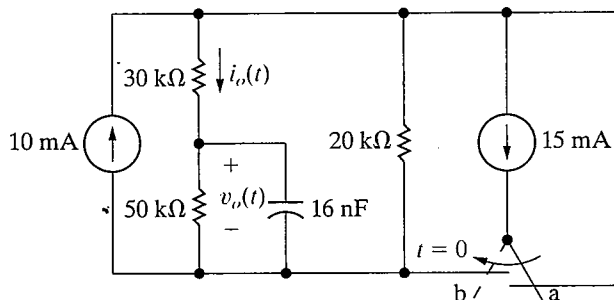 30 kΩ
i_o(t)
10 mA
20 kΩ
15 mA
+
50 kΩ
v_o(t)
16 nF
−
t = 0
b
a